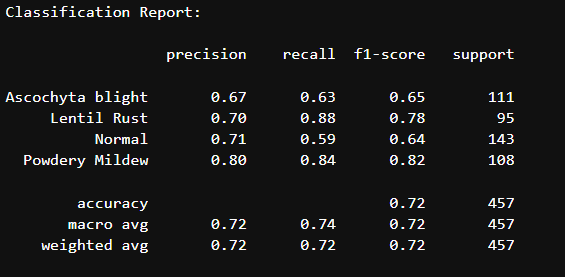 Classification Report:
precision recall f1-score support
Ascochyta blight 0.67 0.63 0.65 111
Lentil Rust 0.70 0.88 0.78 95
Normal 0.71 0.59 0.64 143
Powdery Mildew 0.80 0.84 0.82 108
accuracy 0.72 457
macro avg 0.72 0.74 0.72 457
weighted avg 0.72 0.72 0.72 457